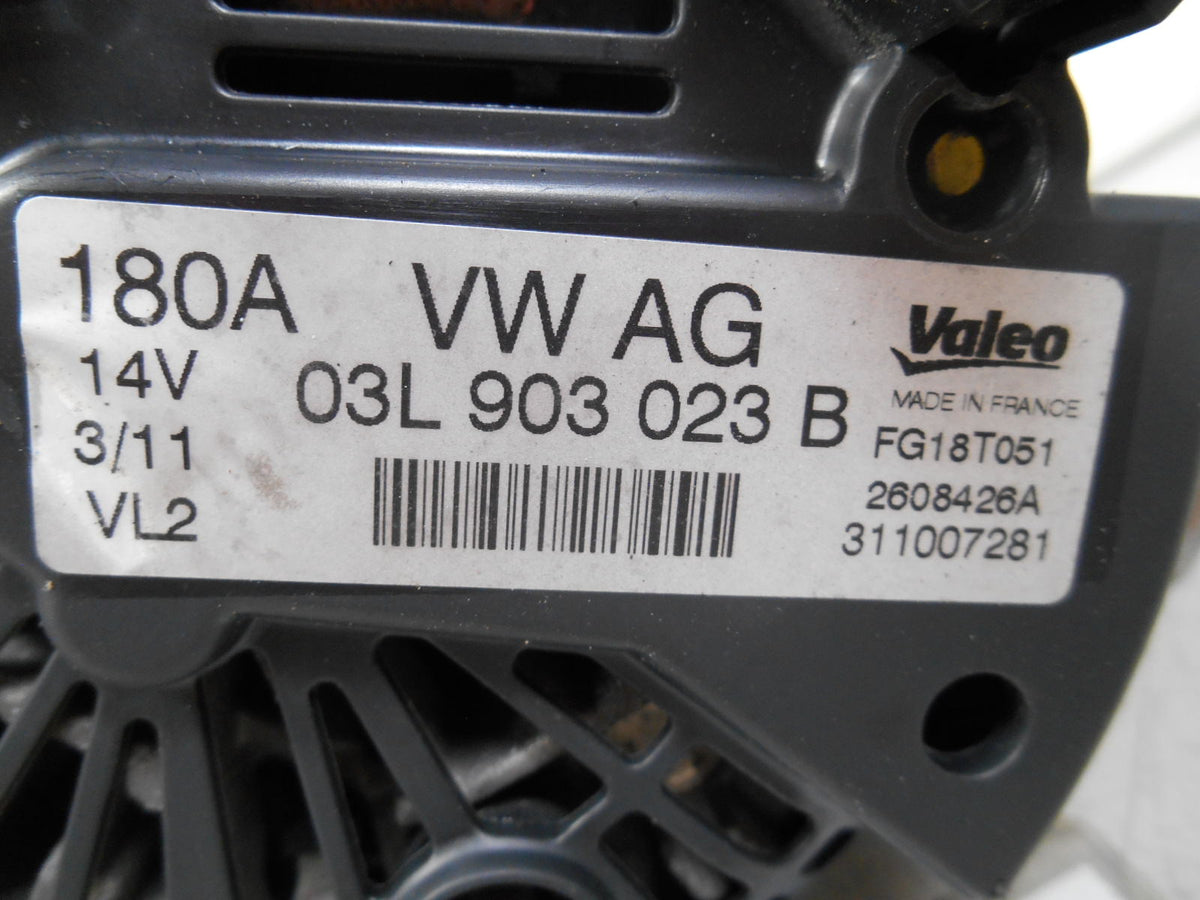 180A VW AG
14V 03L 903 023 B
3/11
VL2
Valeo
MADE IN FRANCE
FG18T051
2608426A
311007281